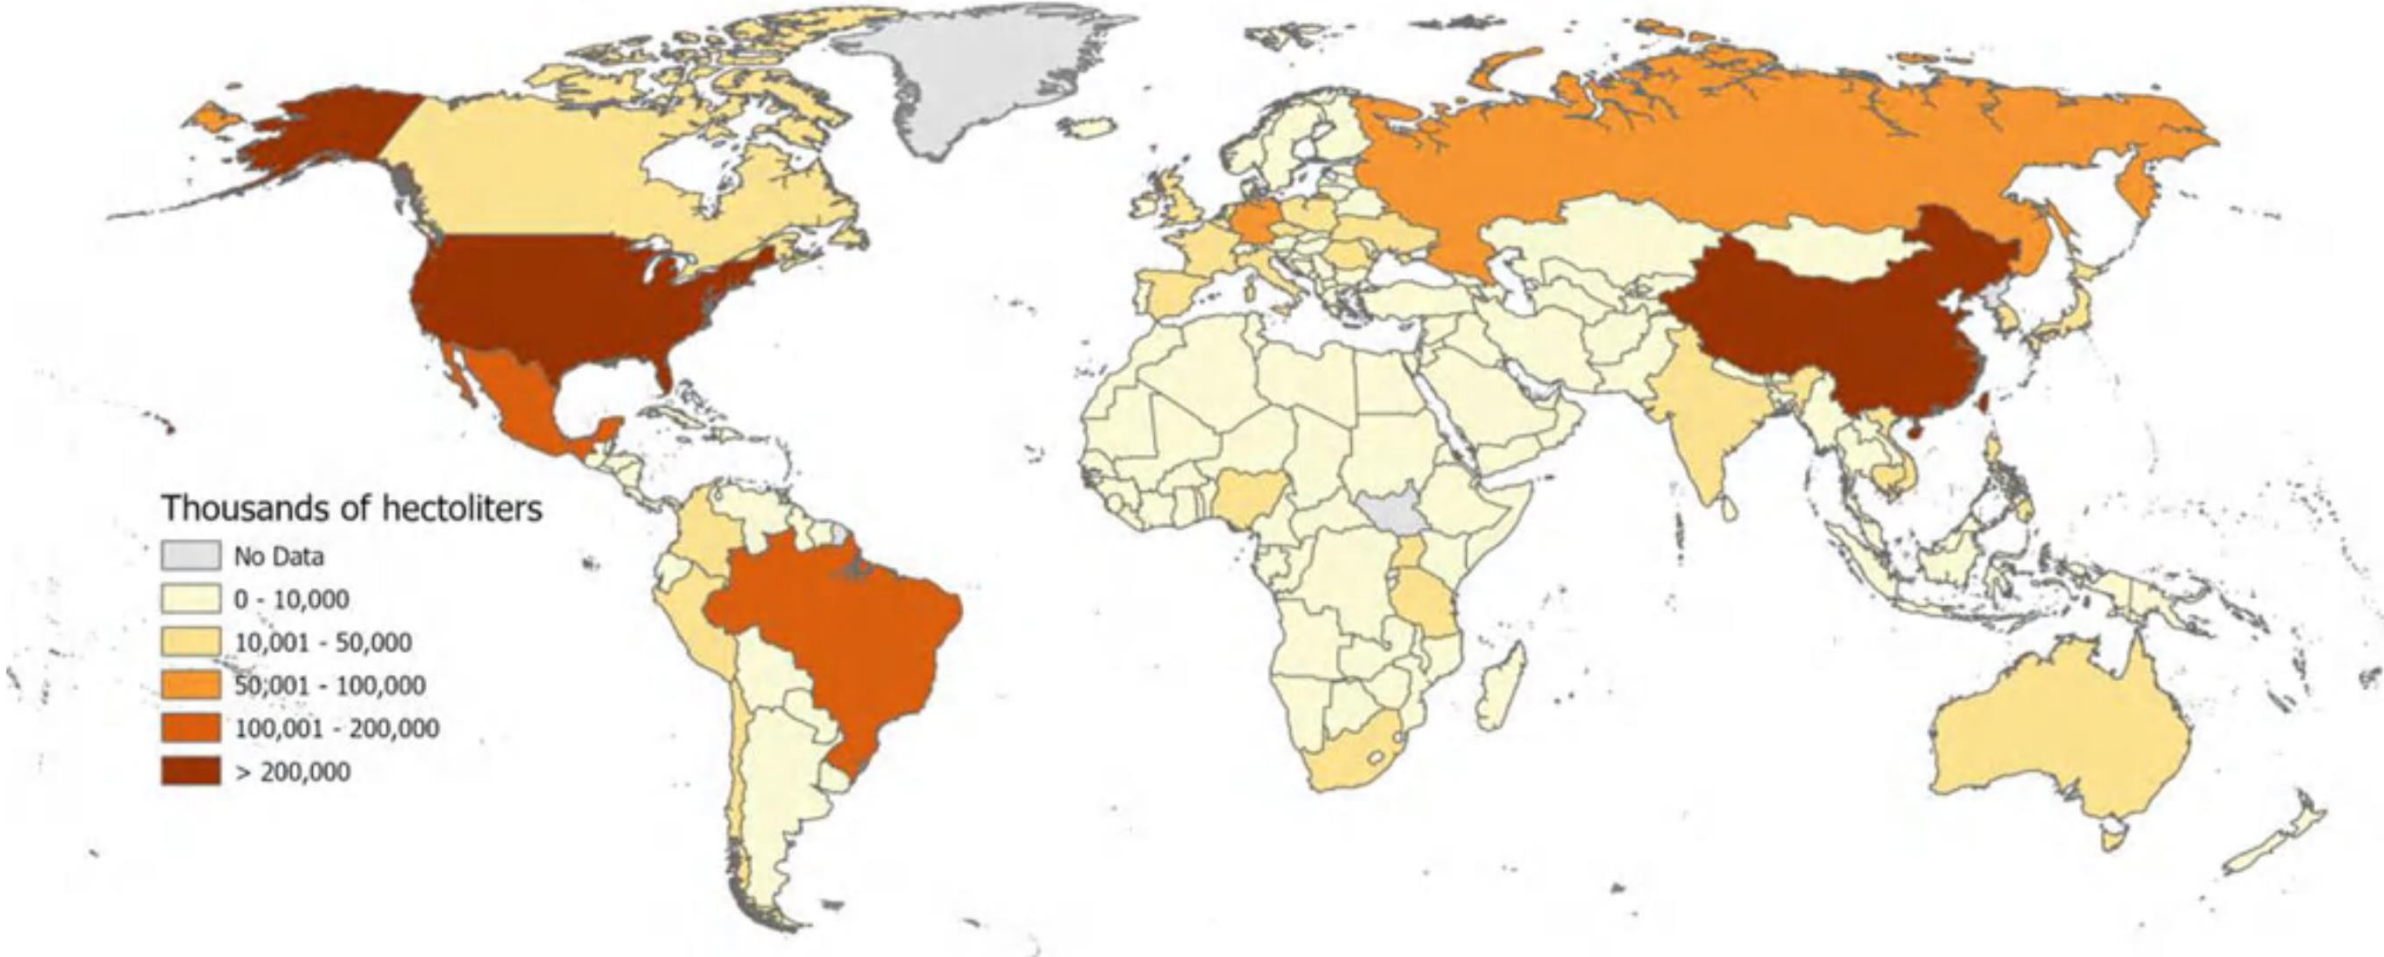 Thousands of hectoliters
No Data
0 - 10,000
10,001 - 50,000
50,001 - 100,000
100,001 - 200,000
> 200,000